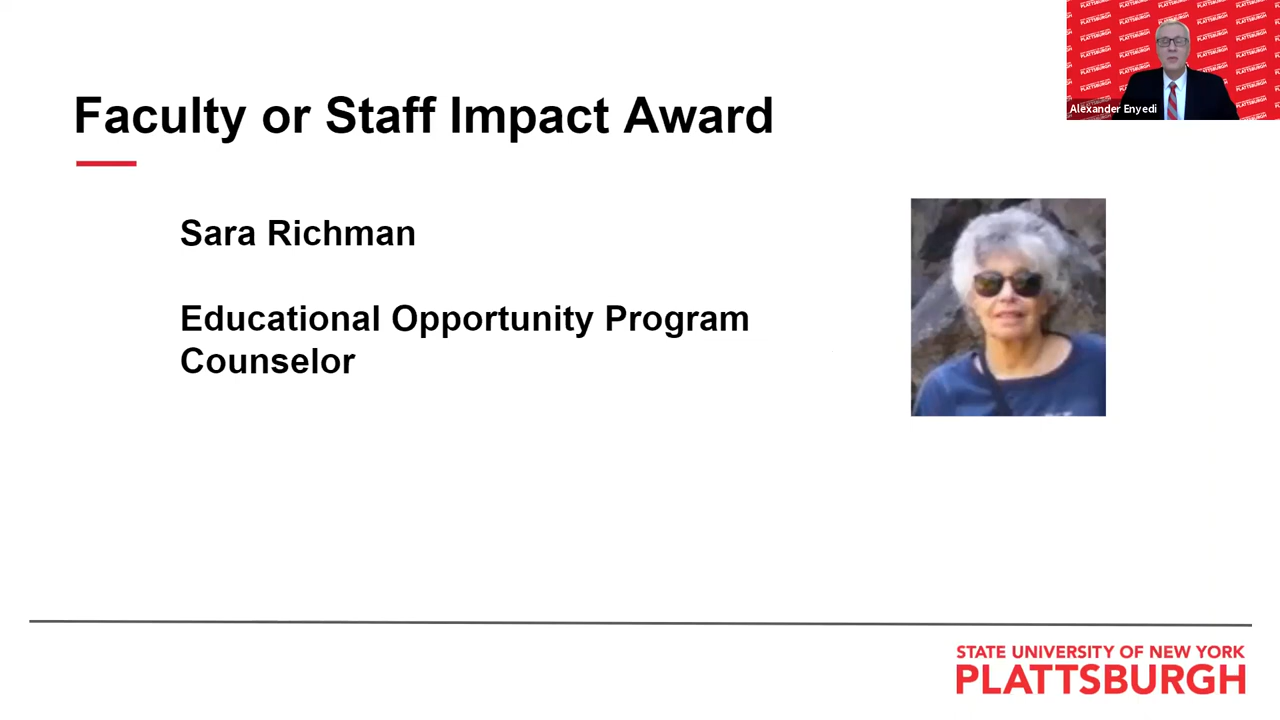 Faculty or Staff Impact Award
Alexander Enyedi
Sara Richman
Educational Opportunity Program
Counselor
STATE UNIVERSITY OF NEW YORK
PLATTSBURGH